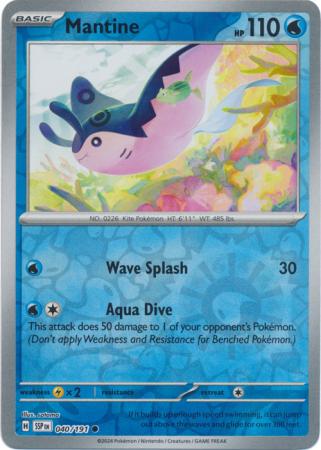 BASIC
Mantine
HP 110
NO. 0226 Kite Pokémon HT: 6'11" WT: 485 lbs.
Wave Splash 30
Aqua Dive
This attack does 50 damage to 1 of your opponent's Pokémon.
(Don't apply Weakness and Resistance for Benched Pokémon.)
weakness ×2 resistance retreat
Illus. satoma
If it builds up enough speed swimming, it can jump out
above the waves and glide for over 300 feet.
H SSP EN 040/191
©2024 Pokémon / Nintendo / Creatures / GAME FREAK